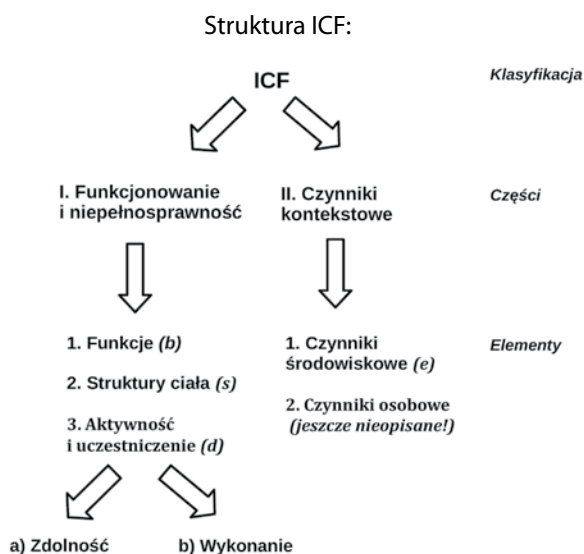 Struktura ICF:
ICF
Klasyfikacja
I. Funkcjonowanie
i niepełnosprawność
II. Czynniki
kontekstowe
Części
1. Funkcje (b)
2. Struktury ciała (s)
3. Aktywność
i uczestniczenie (d)
1. Czynniki
środowiskowe (e)
2. Czynniki osobowe
(jeszcze nieopisane!)
Elementy
a) Zdolność
b) Wykonanie